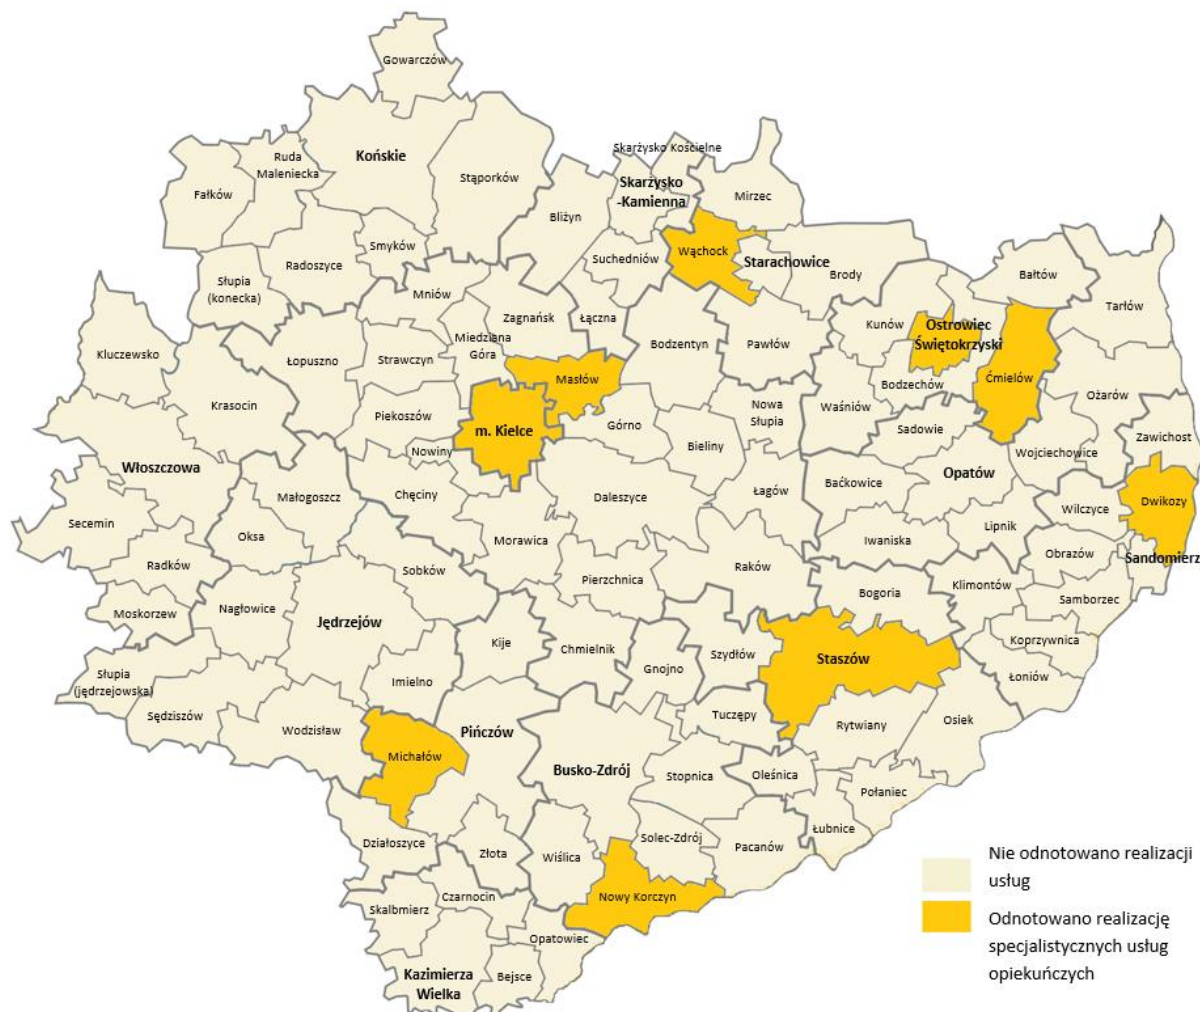 Gowarczów
Ruda
Maleniecka
Końskie
Stąporków
Fałków
Skarżysko Kościelne
Skarżysko
-Kamienna
Mirzec
Bliżyn
Smyków
Radoszyce
Słupia
(konecka)
Suchedniów
Wąchock
Starachowice
Brody
Bałtów
Tarłów
Mniów
Zagnańsk
Łączna
Kluczewsko
Łopuszno
Strawczyn
Miedziana
Góra
Bodzentyn
Pawłów
Kunów
Ostrowiec
Świętokrzyski
Ćmielów
Bodzechów
Masłów
Krasocin
Piekoszów
m. Kielce
Górno
Nowa
Słupia
Waśniów
Sadowie
Ożarów
Zawichost
Nowiny
Bieliny
Wojciechowice
Włoszczowa
Małogoszcz
Chęciny
Daleszyce
Łagów
Baćkowice
Opatów
Dwikozy
Wilczyce
Secemin
Oksa
Morawica
Iwaniska
Lipnik
Obrazów
Sandomierz
Radków
Sobków
Pierzchnica
Raków
Klimontów
Bogoria
Samborzec
Moskorzew
Nagłowice
Jędrzejów
Kije
Chmielnik
Gnojno
Szydłów
Staszów
Koprzywnica
Słupia
(jędrzejowska)
Imielno
Łoniów
Sędziszów
Wodzisław
Pińczów
Tuczępy
Rytwiany
Osiek
Michałów
Busko-Zdrój
Stopnica
Oleśnica
Połaniec
Działoszyce
Złota
Wiślica
Solec-Zdrój
Pacanów
Łubnice
Skalbmierz
Czarnocin
Nowy Korczyn
Opatowiec
Kazimierza
Wielka
Bejsce
Nie odnotowano realizacji
usług
Odnotowano realizację
specjalistycznych usług
opiekuńczych